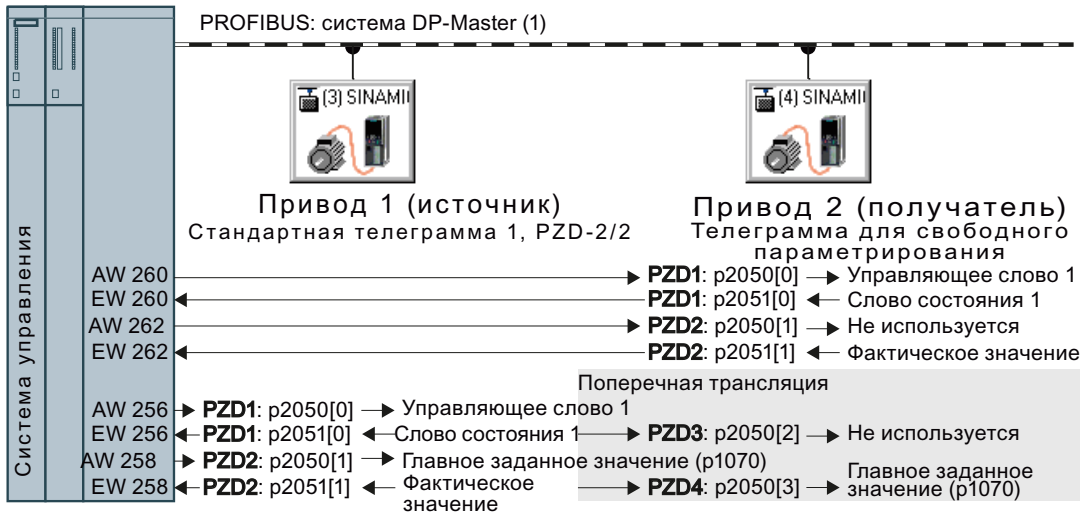 PROFIBUS: система DP-Master (1)
(3) SINAMI
(4) SINAMI
Привод 1 (источник)
Стандартная телеграмма 1, PZD-2/2
Привод 2 (получатель)
Телеграмма для свободного
параметрирования
Система управления
AW 260 PZD1: p2050[0] Управляющее слово 1
EW 260 PZD1: p2051[0] Слово состояния 1
AW 262 PZD2: p2050[1] Не используется
EW 262 PZD2: p2051[1] Фактическое значение
Поперечная трансляция
AW 256 PZD1: p2050[0] Управляющее слово 1
EW 256 PZD1: p2051[0] Слово состояния 1 PZD3: p2050[2] Не используется
AW 258 PZD2: p2050[1] Главное заданное значение (p1070)
EW 258 PZD2: p2051[1] Фактическое
значение
PZD4: p2050[3] Главное заданное
значение (p1070)